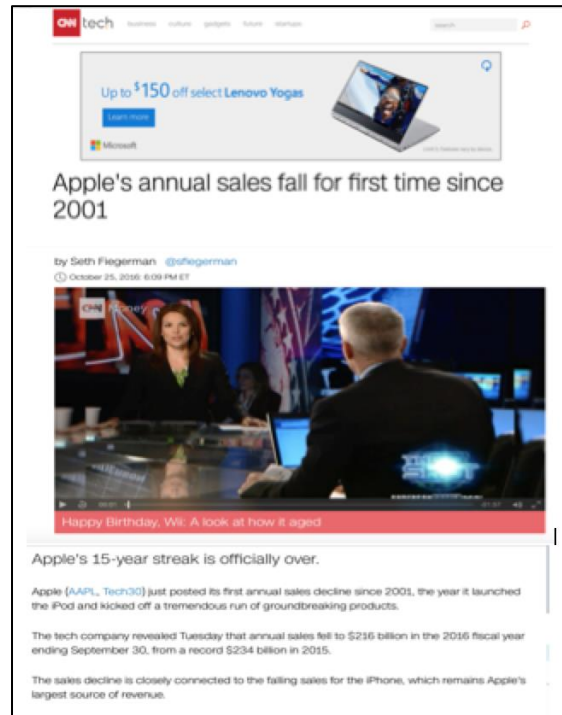 CNN tech business culture gadgets future startups search
Up to $150 off select Lenovo Yogas
Learn more
Microsoft
Apple's annual sales fall for first time since
2001
by Seth Fiegerman @sfiegerman
October 25, 2016: 6:09 PM ET
CNN Money
Happy Birthday, Wii: A look at how it aged
Apple's 15-year streak is officially over.
Apple (AAPL, Tech30) just posted its first annual sales decline since 2001, the year it launched
the iPod and kicked off a tremendous run of groundbreaking products.
The tech company revealed Tuesday that annual sales fell to $216 billion in the 2016 fiscal year
ending September 30, from a record $234 billion in 2015.
The sales decline is closely connected to the falling sales for the iPhone, which remains Apple's
largest source of revenue.